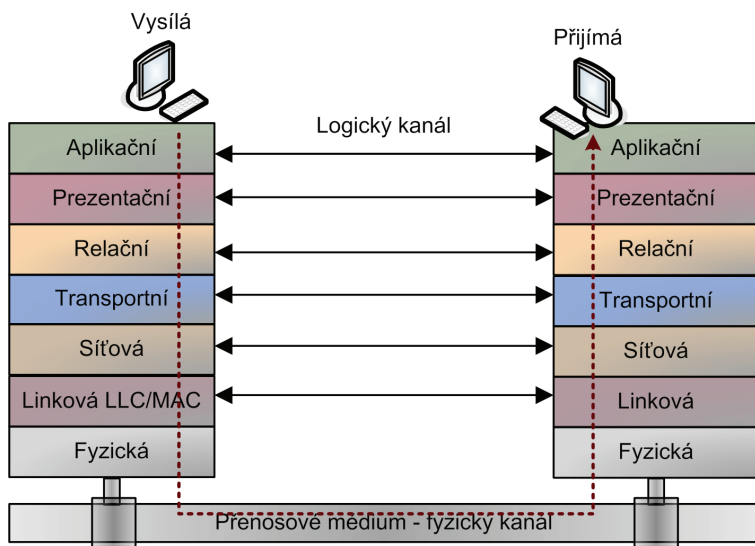 Vysílá
Přijímá
Logický kanál
Aplikační
Aplikační
Prezentační
Prezentační
Relační
Relační
Transportní
Transportní
Síťová
Síťová
Linková LLC/MAC
Linková
Fyzická
Fyzická
Přenosové médium - fyzický kanál